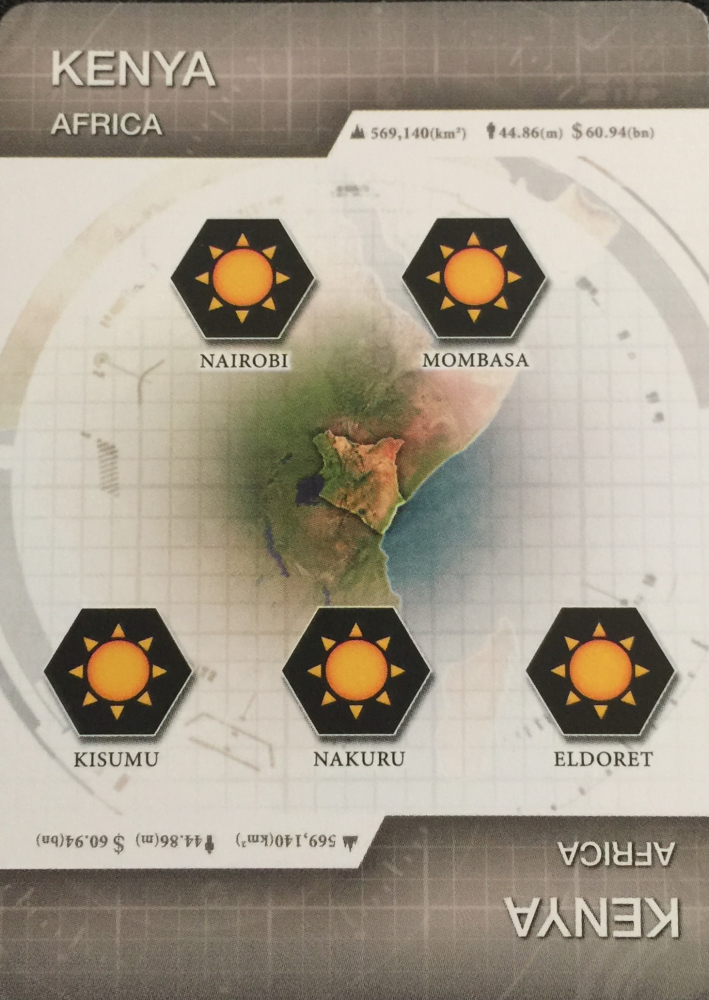 KENYA
AFRICA
569,140(km²) 44.86(m) $ 60.94(bn)
NAIROBI MOMBASA
KISUMU NAKURU ELDORET
569,140(km²) 44.86(m) $ 60.94(bn)
AFRICA
KENYA